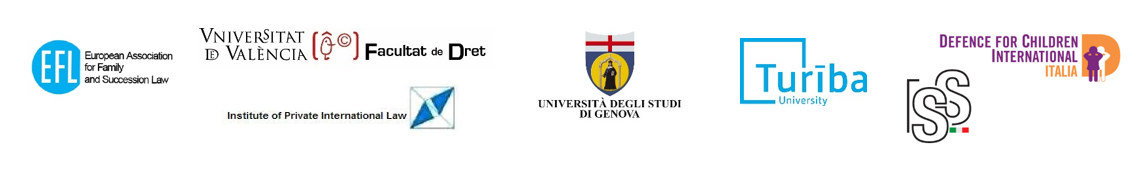 EFL
European Association
for Family
and Succession Law
VNIVERSITAT
DE VALÈNCIA
Facultat de Dret
Institute of Private International Law
UNIVERSITÀ DEGLI STUDI
DI GENOVA
Turība
University
DEFENCE FOR CHILDREN
INTERNATIONAL
ITALIA
ISS